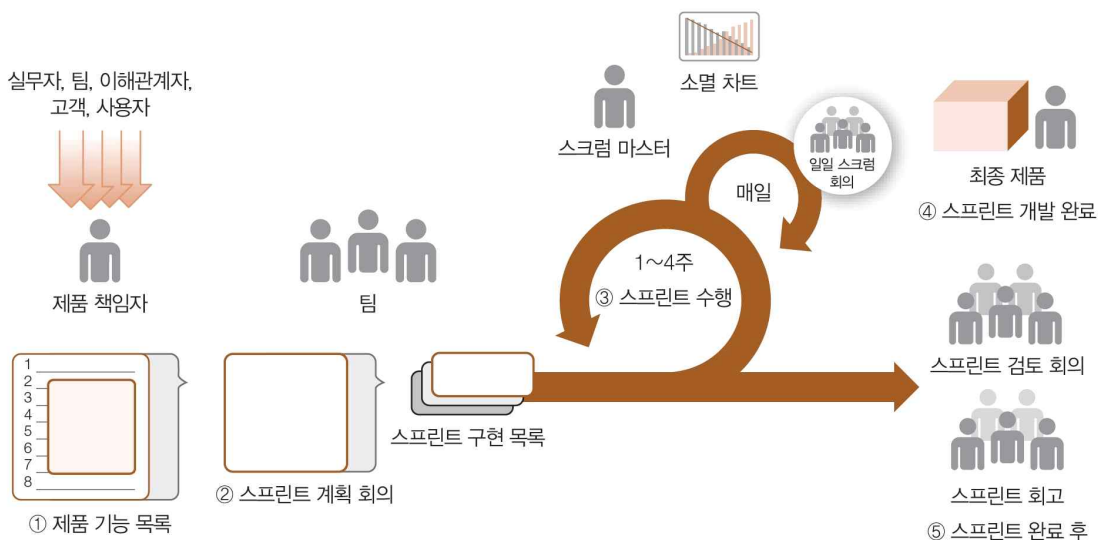 실무자, 팀, 이해관계자,
고객, 사용자
제품 책임자
1
2
3
4
5
6
7
8
① 제품 기능 목록
팀
② 스프린트 계획 회의
스프린트 구현 목록
스크럼 마스터
소멸 차트
일일 스크럼
회의
매일
1~4주
③ 스프린트 수행
최종 제품
④ 스프린트 개발 완료
스프린트 검토 회의
스프린트 회고
⑤ 스프린트 완료 후